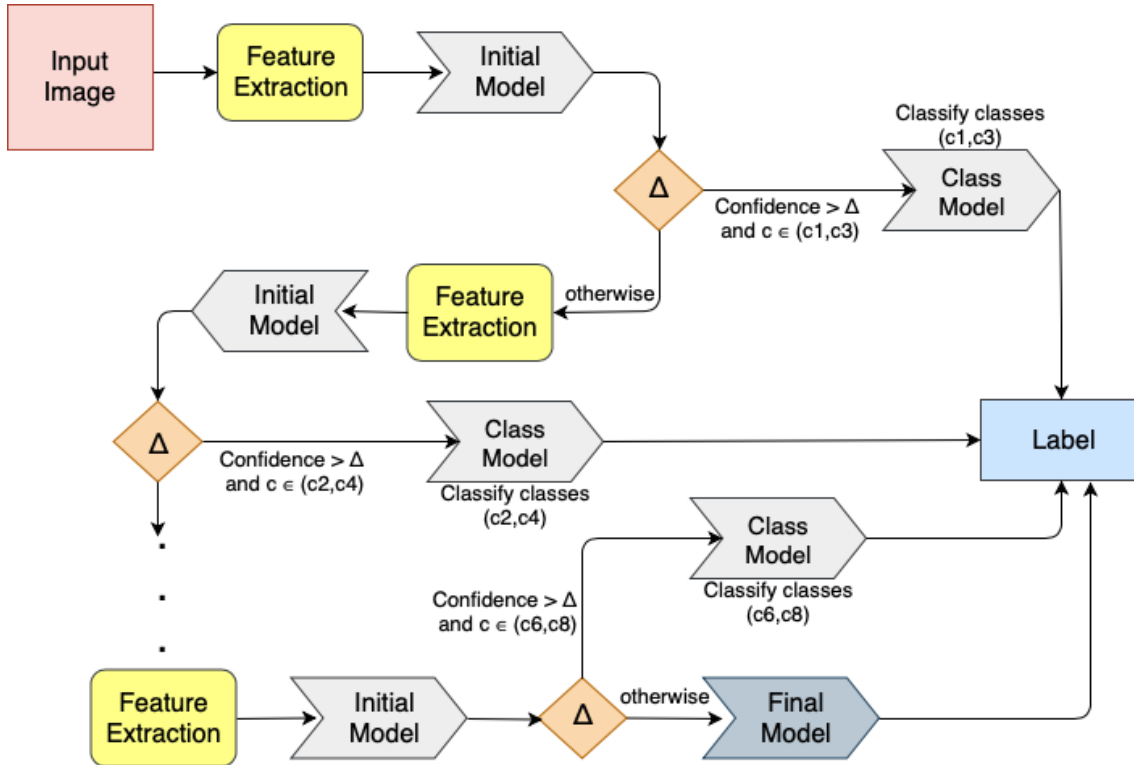 Input
Image
Feature
Extraction
Initial
Model
Δ
Confidence > Δ
and c ∈ (c1,c3)
Classify classes
(c1,c3)
Class
Model
otherwise
Feature
Extraction
Initial
Model
Δ
Confidence > Δ
and c ∈ (c2,c4)
Class
Model
Classify classes
(c2,c4)
Label
Class
Model
Classify classes
(c6,c8)
Confidence > Δ
and c ∈ (c6,c8)
.
.
.
Feature
Extraction
Initial
Model
Δ
otherwise
Final
Model